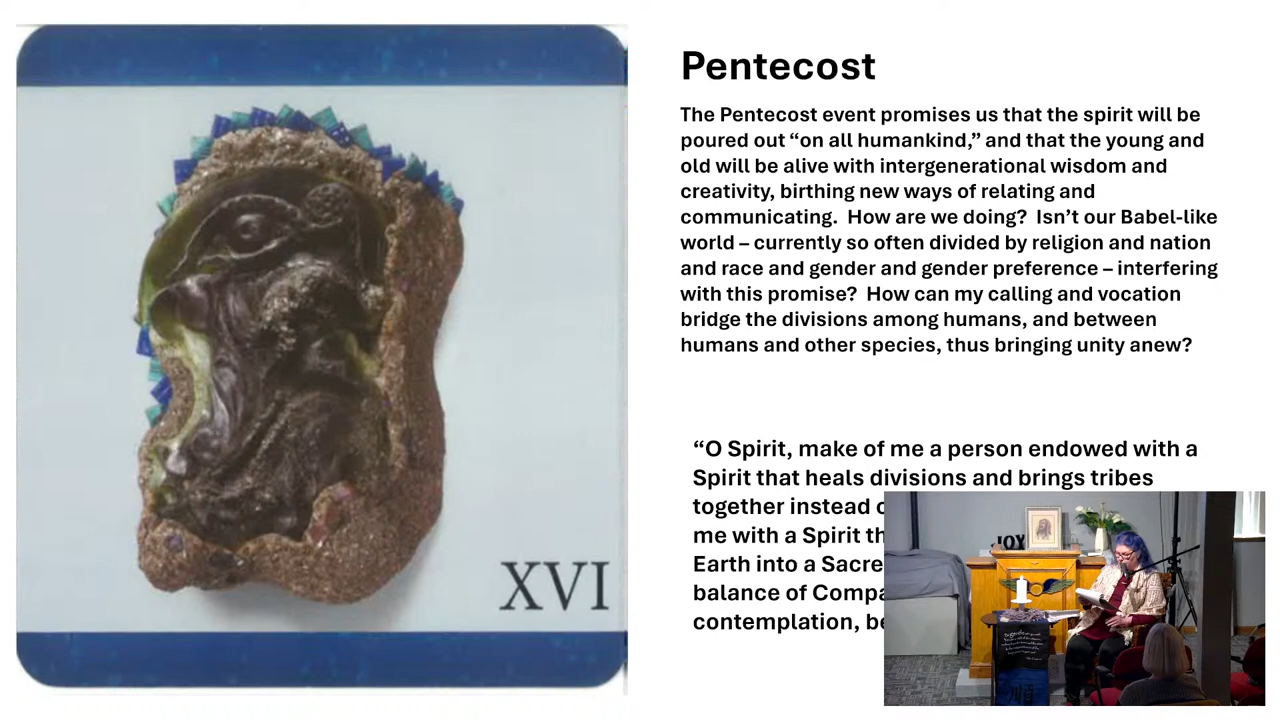 Pentecost
The Pentecost event promises us that the spirit will be
poured out “on all humankind,” and that the young and
old will be alive with intergenerational wisdom and
creativity, birthing new ways of relating and
communicating.  How are we doing?  Isn’t our Babel-like
world – currently so often divided by religion and nation
and race and gender and gender preference – interfering
with this promise?  How can my calling and vocation
bridge the divisions among humans, and between
humans and other species, thus bringing unity anew?
“O Spirit, make of me a person endowed with a
Spirit that heals divisions and brings tribes
together instead
me with a Spirit
Earth into a
balance of
contemplation,
XVI
JOY